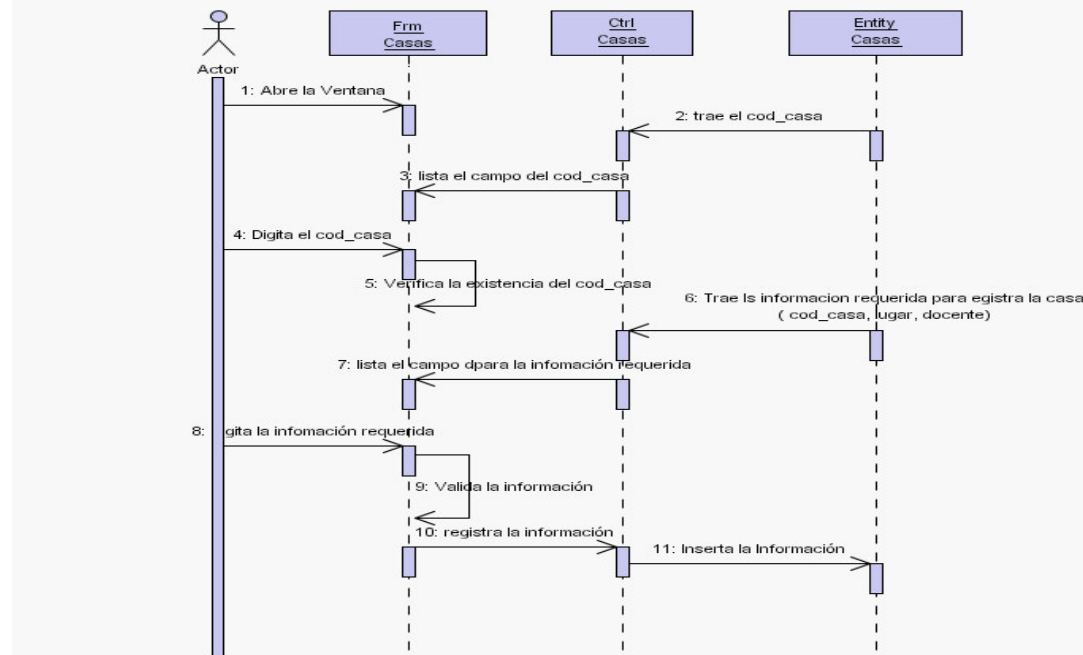 Frm
Casas
Ctrl
Casas
Entity
Casas
Actor
1: Abre la Ventana
2: trae el cod_casa
3: lista el campo del cod_casa
4: Digita el cod_casa
5: Verifica la existencia del cod_casa
6: Trae ls informacion requerida para egistra la casa
( cod_casa, lugar, docente)
7: lista el campo dpara la infomación requerida
8: gita la infomación requerida
9: Valida la información
10: registra la información
11: Inserta la Información